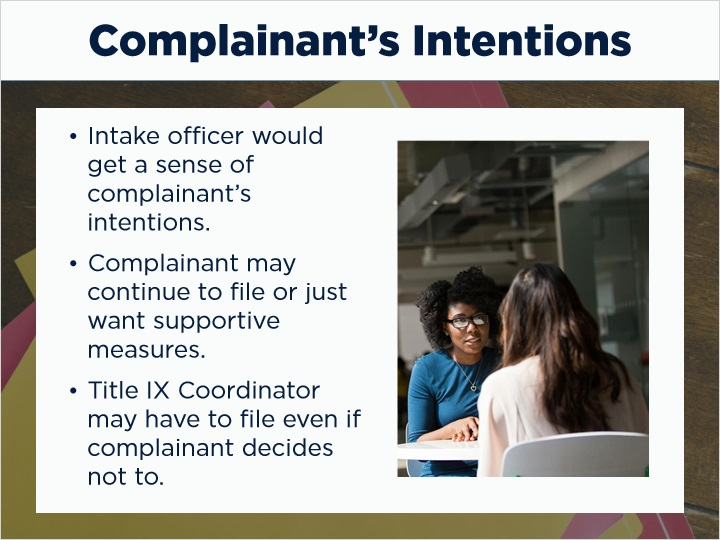 Complainant’s Intentions
• Intake officer would
get a sense of
complainant’s
intentions.
• Complainant may
continue to file or just
want supportive
measures.
• Title IX Coordinator
may have to file even if
complainant decides
not to.